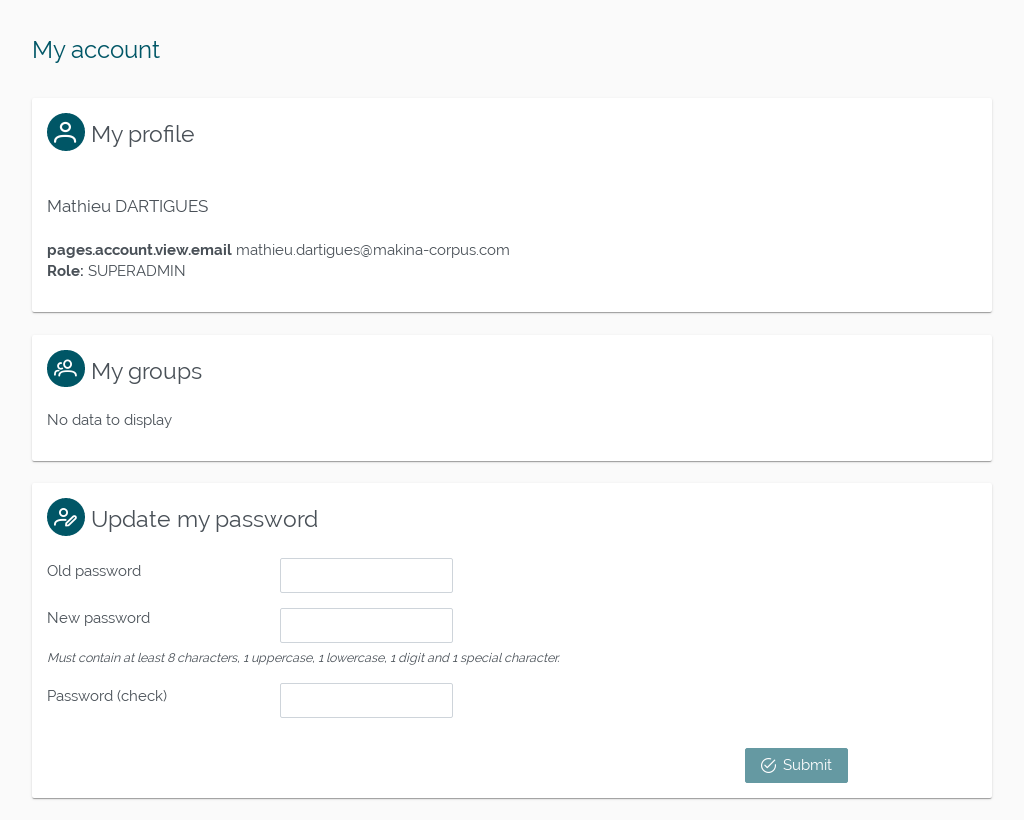 My account
My profile
Mathieu DARTIGUES
pages.account.view.email mathieu.dartigues@makina-corpus.com
Role: SUPERADMIN
My groups
No data to display
Update my password
Old password
New password
Must contain at least 8 characters, 1 uppercase, 1 lowercase, 1 digit and 1 special character.
Password (check)
Submit